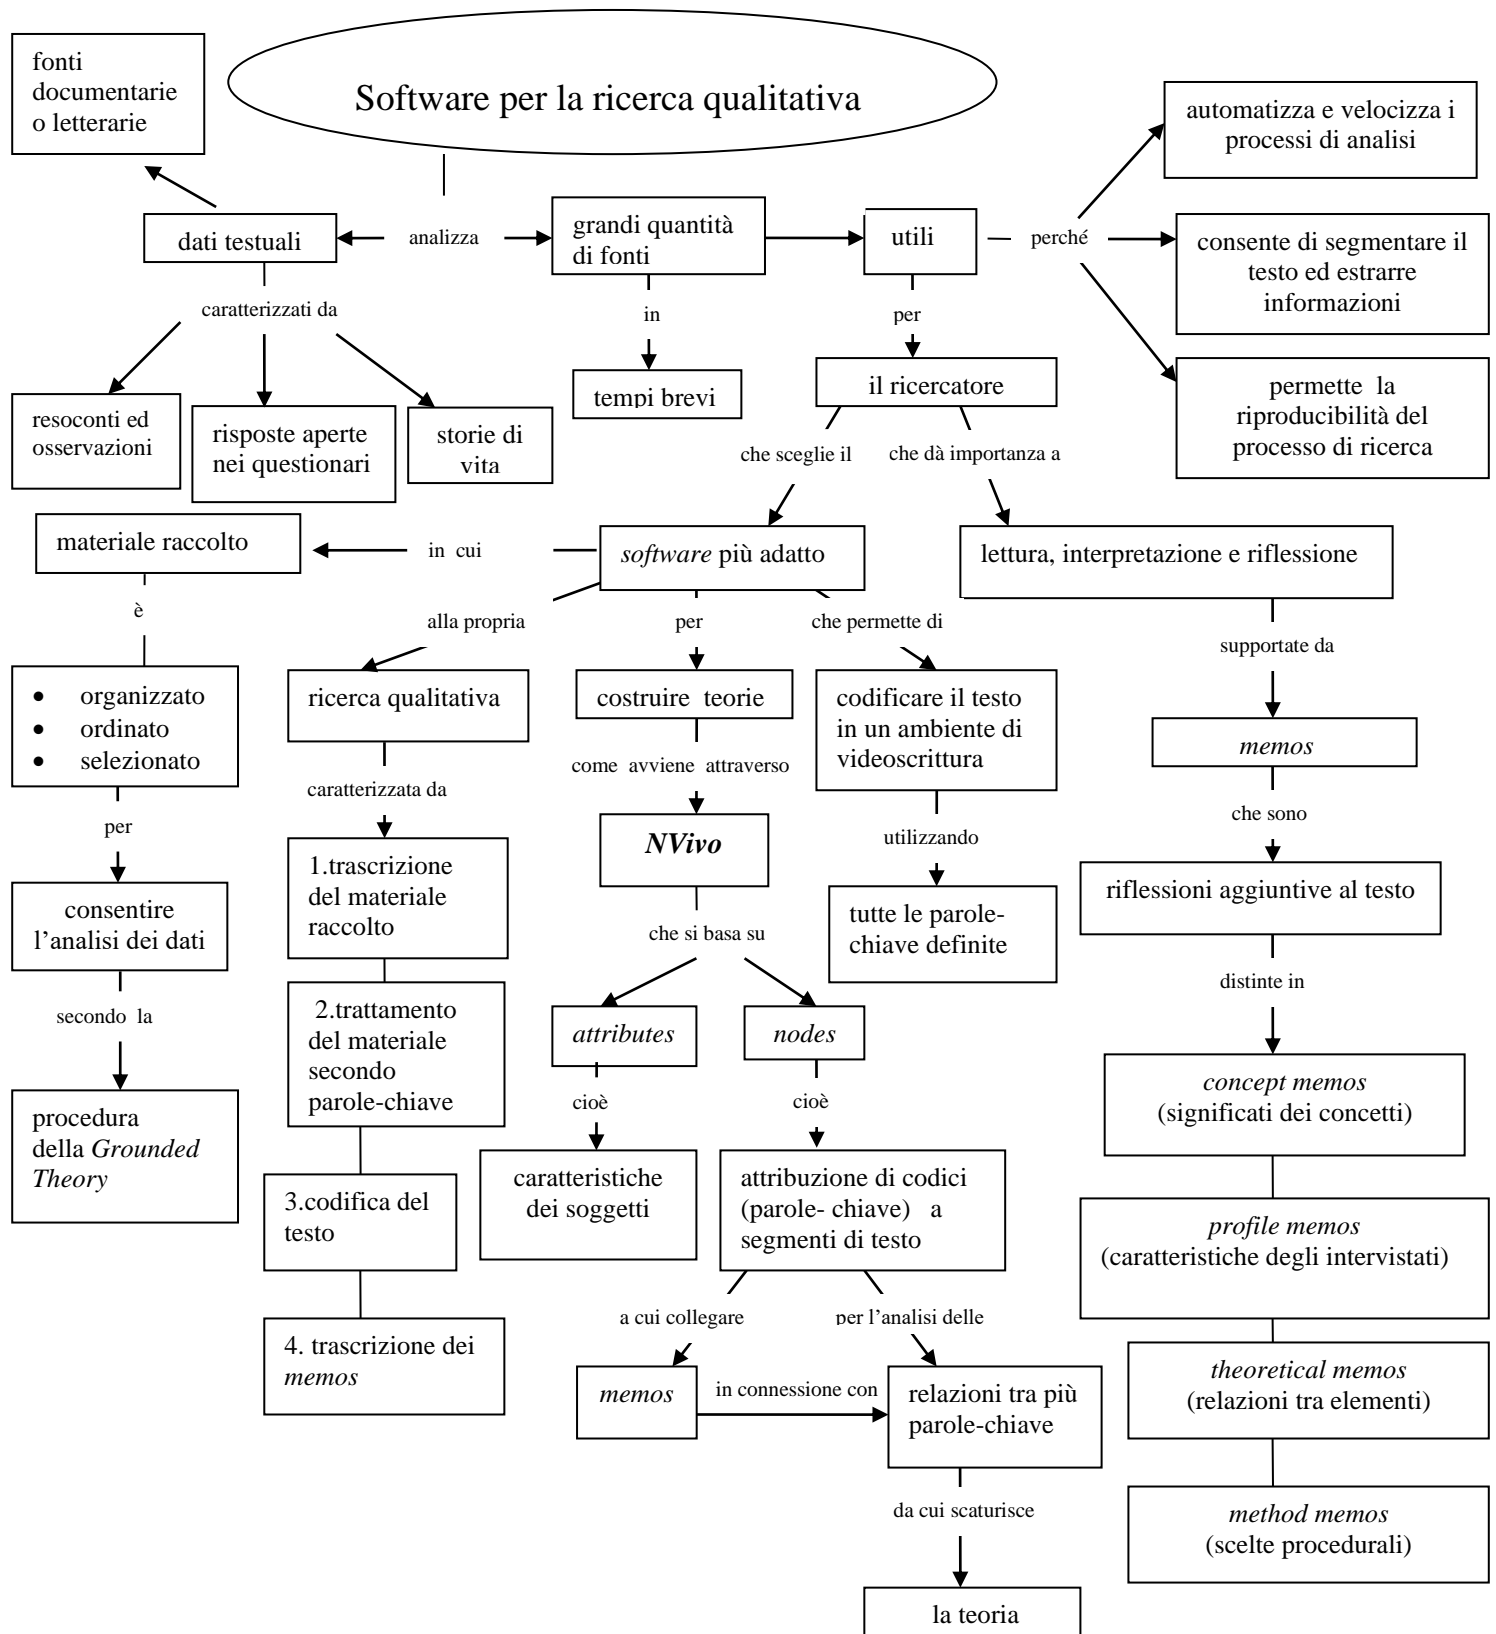 Software per la ricerca qualitativa
fonti
documentarie
o letterarie
automatizza e velocizza i
processi di analisi
dati testuali
analizza
grandi quantità
di fonti
utili
perché
consente di segmentare il
testo ed estrarre
informazioni
caratterizzati da
in
per
permette  la
riproducibilità del
processo di ricerca
resoconti ed
osservazioni
risposte aperte
nei questionari
storie di
vita
tempi brevi
il ricercatore
che sceglie il
che dà importanza a
materiale raccolto
in  cui
software più adatto
lettura, interpretazione e riflessione
è
alla propria
per
che permette di
supportate da
• organizzato
• ordinato
• selezionato
ricerca qualitativa
costruire  teorie
codificare il testo
in un ambiente di
videoscrittura
memos
per
caratterizzata da
come  avviene  attraverso
utilizzando
che sono
consentire
l’analisi dei dati
1.trascrizione
del materiale
raccolto
NVivo
tutte le parole-
chiave definite
riflessioni aggiuntive al testo
secondo  la
che si basa su
distinte in
procedura
della Grounded
Theory
2.trattamento
del materiale
secondo
parole-chiave
attributes
nodes
concept memos
(significati dei concetti)
cioè
cioè
3.codifica del
testo
caratteristiche
dei soggetti
attribuzione di codici
(parole- chiave)   a
segmenti di testo
profile memos
(caratteristiche degli intervistati)
4. trascrizione dei
memos
a cui collegare
per l’analisi delle
theoretical memos
(relazioni tra elementi)
memos
in connessione con
relazioni tra più
parole-chiave
da cui scaturisce
method memos
(scelte procedurali)
la teoria